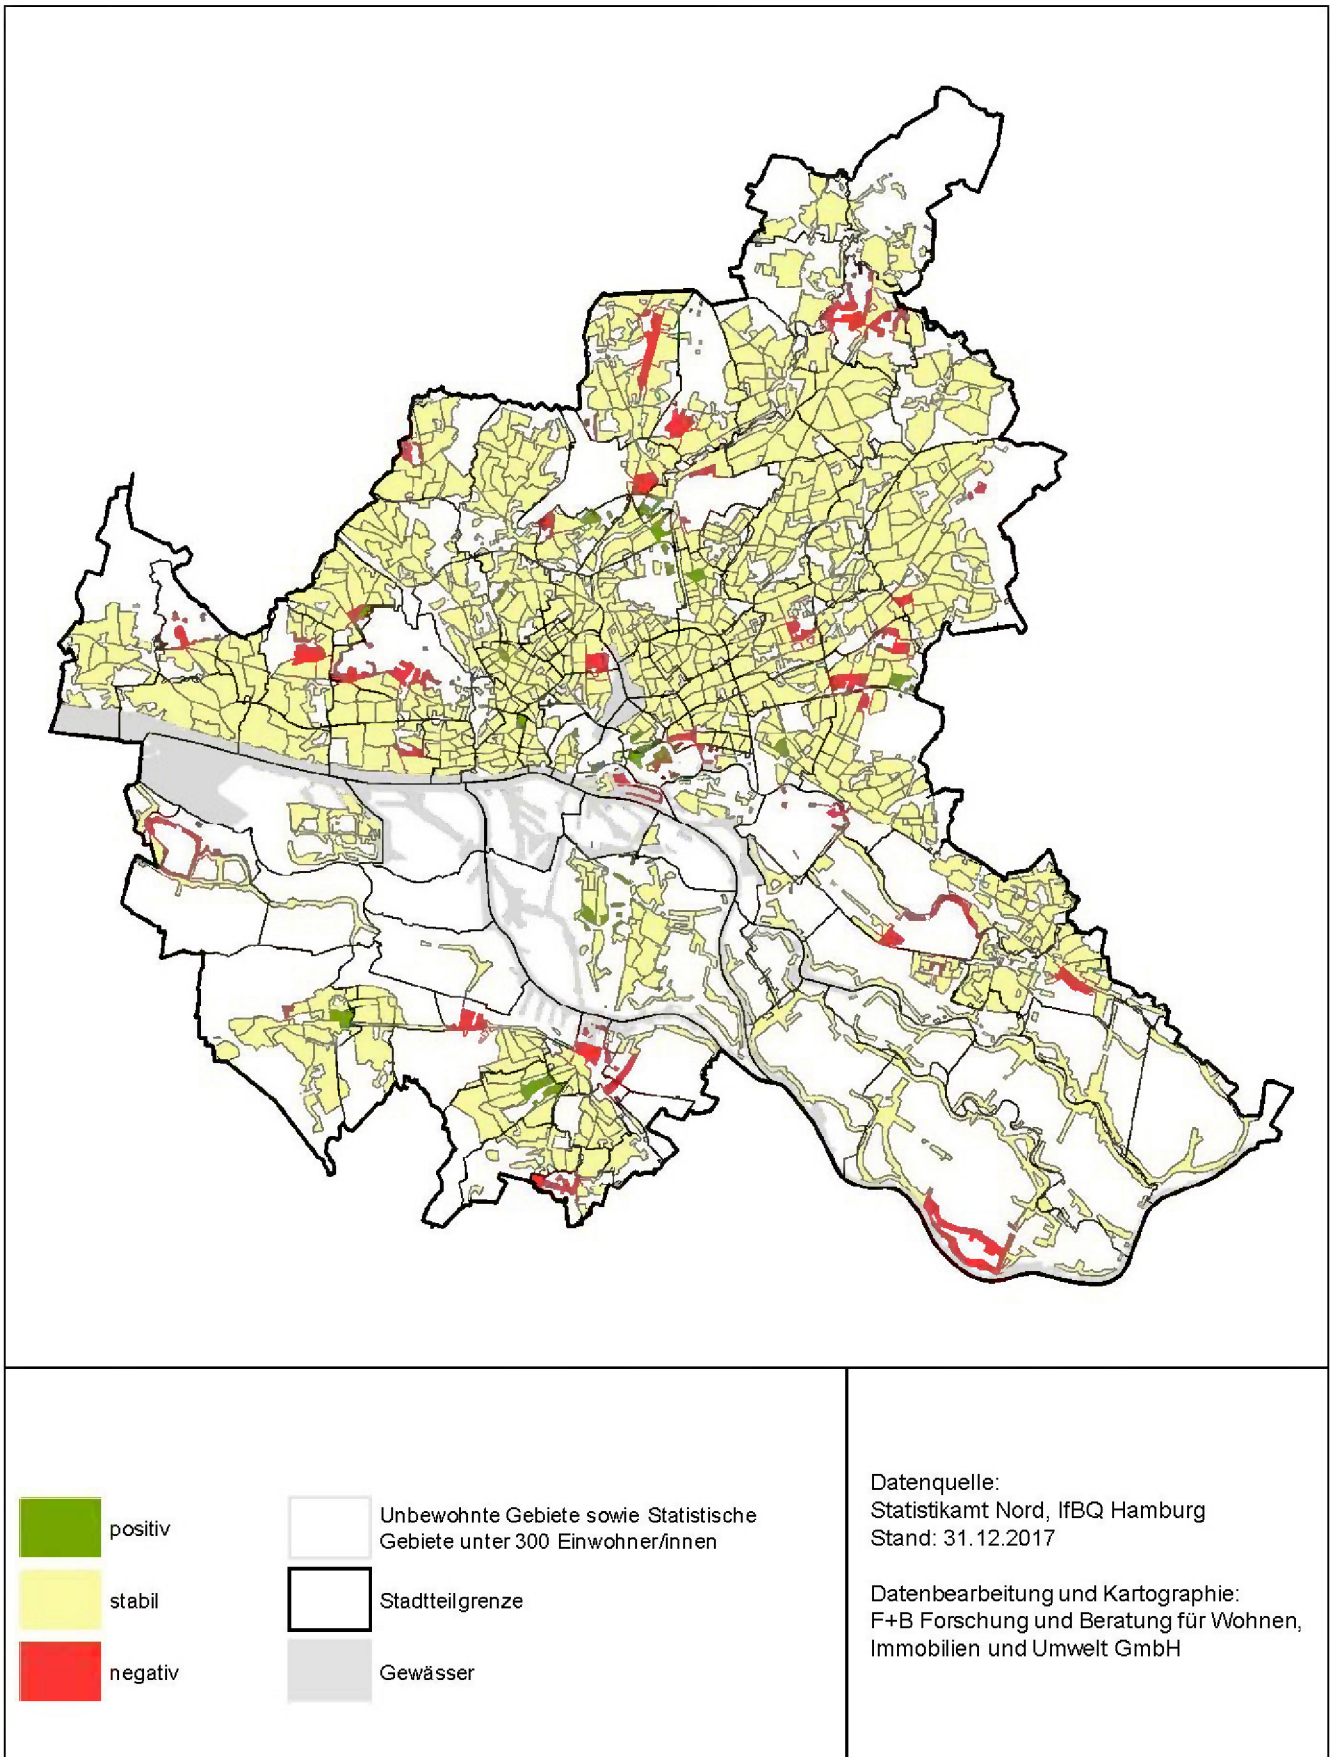 positiv
stabil
negativ
Unbewohnte Gebiete sowie Statistische
Gebiete unter 300 Einwohner/innen
Stadtteilgrenze
Gewässer
Datenquelle:
Statistikamt Nord, IfBQ Hamburg
Stand: 31.12.2017
Datenbearbeitung und Kartographie:
F+B Forschung und Beratung für Wohnen,
Immobilien und Umwelt GmbH